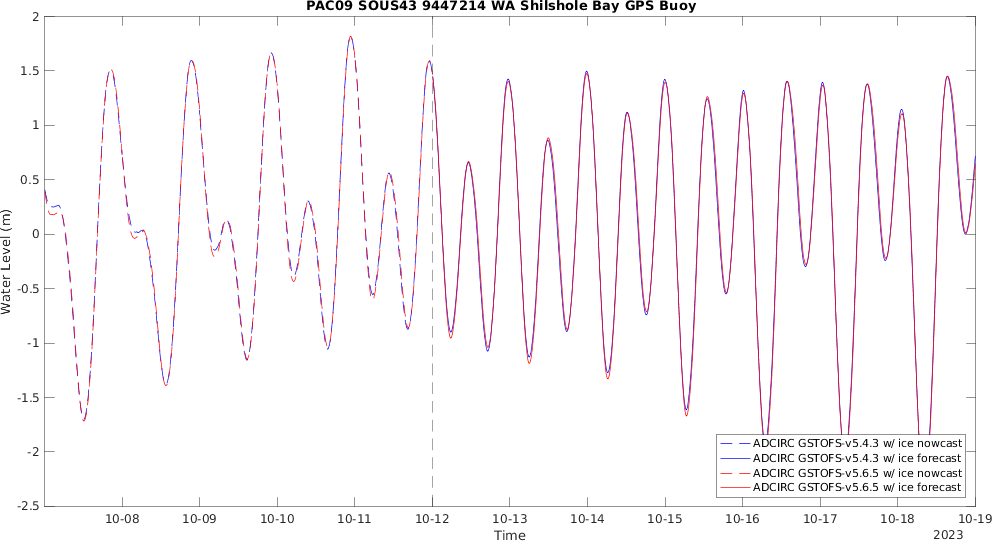 PAC09 SOUS43 9447214 WA Shilshole Bay GPS Buoy
2
1.5
1
0.5
0
-0.5
-1
-1.5
-2
-2.5
Water Level (m)
ADCIRC GSTOFS-v5.4.3 w/ ice nowcast
ADCIRC GSTOFS-v5.4.3 w/ ice forecast
ADCIRC GSTOFS-v5.6.5 w/ ice nowcast
ADCIRC GSTOFS-v5.6.5 w/ ice forecast
10-08 10-09 10-10 10-11 10-12 10-13 10-14 10-15 10-16 10-17 10-18 10-19
Time
2023